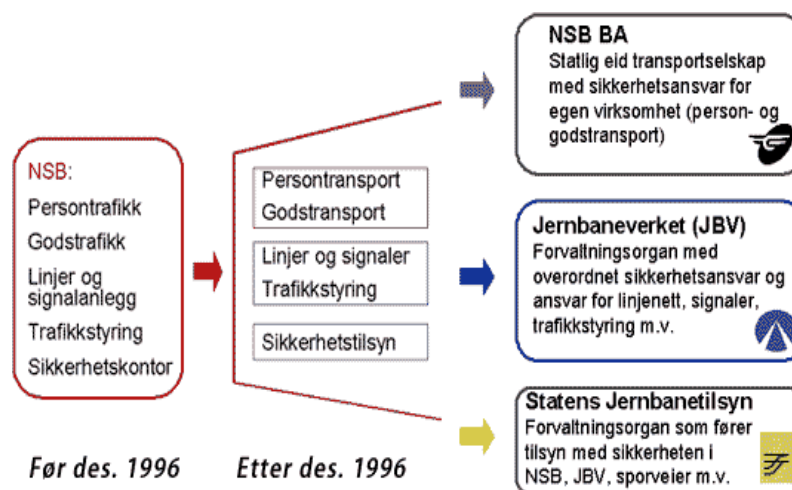 NSB:
Persontrafikk
Godstrafikk
Linjer og
signalanlegg
Trafikkstyring
Sikkerhetskontor
Før des. 1996
Persontransport
Godstransport
Linjer og signaler
Trafikkstyring
Sikkerhetstilsyn
Etter des. 1996
NSB BA
Statlig eid transportselskap
med sikkerhetsansvar for
egen virksomhet (person- og
godstransport)
Jernbaneverket (JBV)
Forvaltningsorgan med
overordnet sikkerhetsansvar og
ansvar for linjenett, signaler,
trafikkstyring m.v.
Statens Jernbanetilsyn
Forvaltningsorgan som fører
tilsyn med sikkerheten i
NSB, JBV, sporveier m.v.